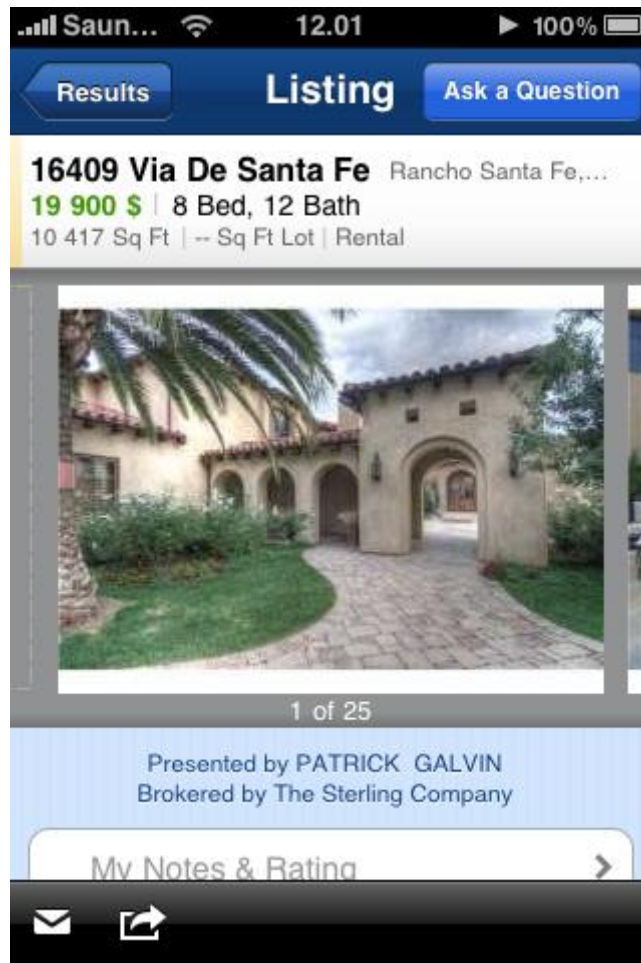 Saun... 12.01 100%
Results Listing Ask a Question
16409 Via De Santa Fe Rancho Santa Fe,...
19 900 $ | 8 Bed, 12 Bath
10 417 Sq Ft | -- Sq Ft Lot | Rental
1 of 25
Presented by PATRICK GALVIN
Brokered by The Sterling Company
My Notes & Rating